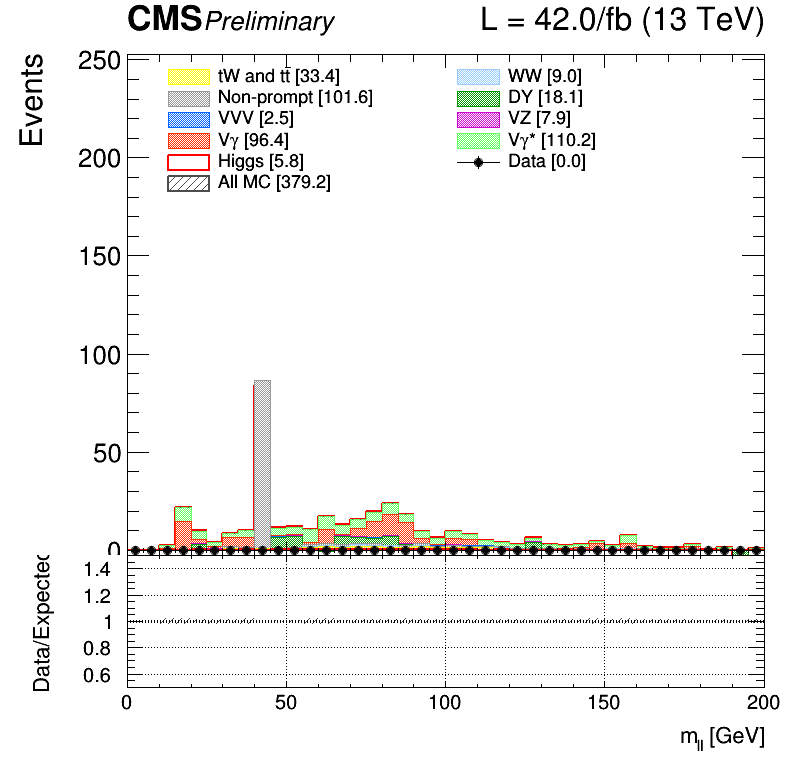 CMS Preliminary L = 42.0/fb (13 TeV)
Events
250
200
150
100
50
0
tW and tt̄ [33.4]
Non-prompt [101.6]
VVV [2.5]
Vγ [96.4]
Higgs [5.8]
All MC [379.2]
WW [9.0]
DY [18.1]
VZ [7.9]
Vγ* [110.2]
Data [0.0]
Data/Expected
1.4
1.2
1
0.8
0.6
0 50 100 150 200
m_ll [GeV]